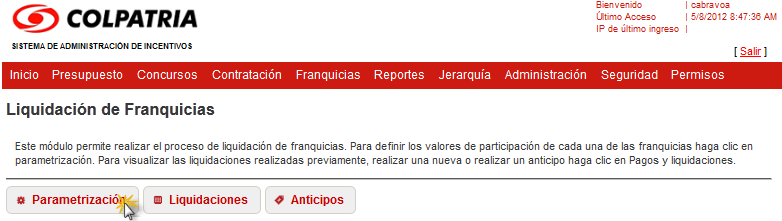 COLPATRIA
SISTEMA DE ADMINISTRACIÓN DE INCENTIVOS
Bienvenido | cabravoa
Último Acceso | 5/8/2012 8:47:36 AM
IP de último ingreso |
[ Salir ]
Inicio Presupuesto Concursos Contratación Franquicias Reportes Jerarquía Administración Seguridad Permisos
Liquidación de Franquicias
Este módulo permite realizar el proceso de liquidación de franquicias. Para definir los valores de participación de cada una de las franquicias haga clic en
parametrización. Para visualizar las liquidaciones realizadas previamente, realizar una nueva o realizar un anticipo haga clic en Pagos y liquidaciones.
Parametrización Liquidaciones Anticipos